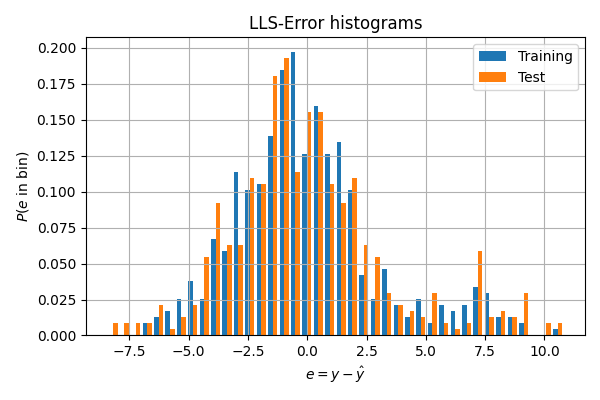 LLS-Error histograms
Training
Test
P(e in bin)
0.200
0.175
0.150
0.125
0.100
0.075
0.050
0.025
0.000
−7.5 −5.0 −2.5 0.0 2.5 5.0 7.5 10.0
e = y − ŷ